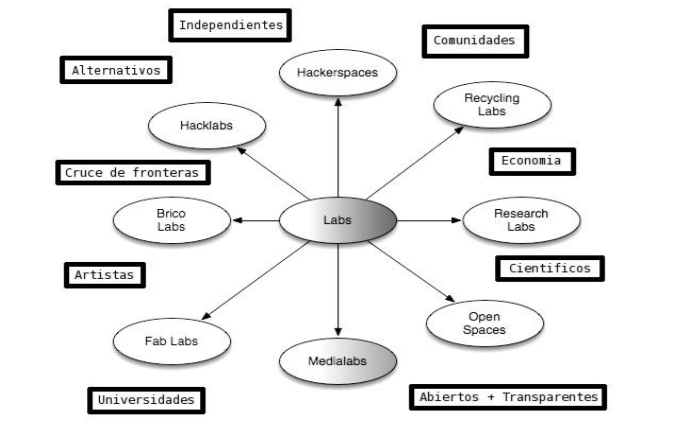 Independientes
Comunidades
Alternativos
Hackerspaces
Recycling
Labs
Hacklabs
Economia
Cruce de fronteras
Brico
Labs
Labs
Research
Labs
Artistas
Cientificos
Open
Spaces
Fab Labs
Medialabs
Universidades
Abiertos + Transparentes